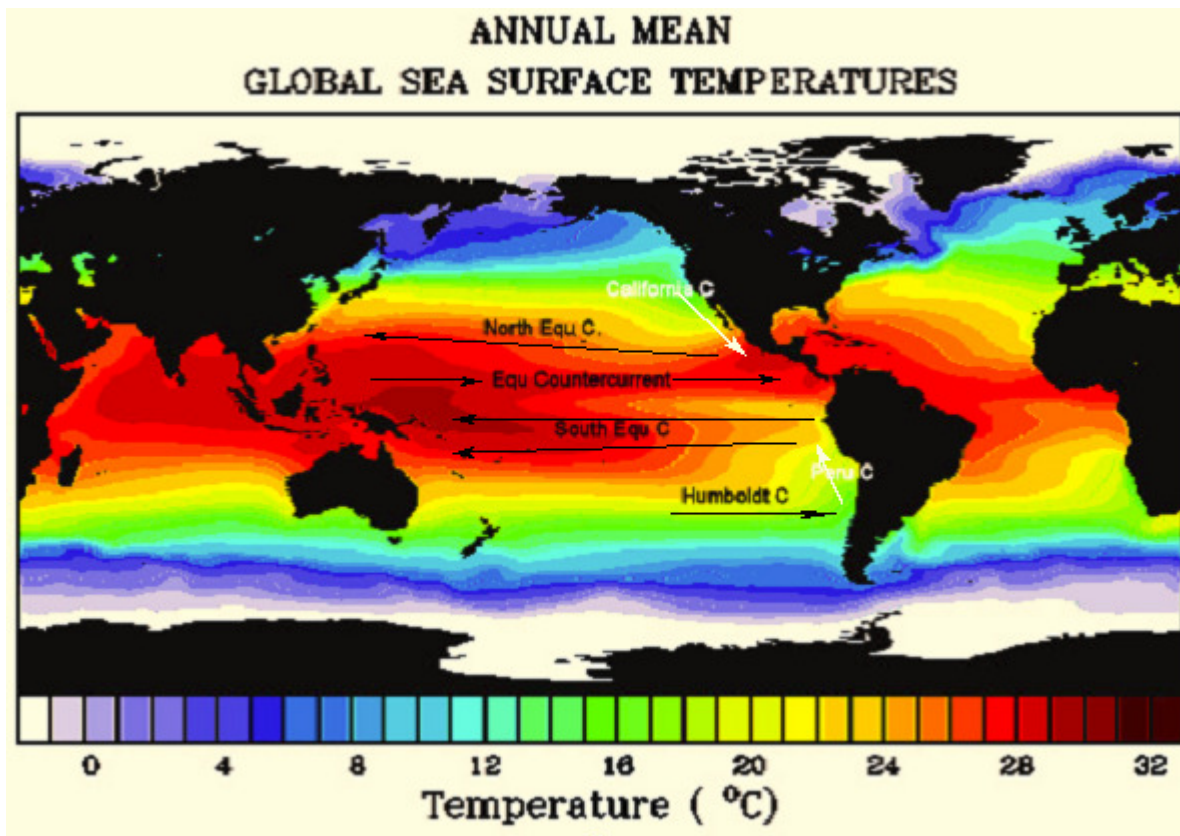 ANNUAL MEAN
GLOBAL SEA SURFACE TEMPERATURES
California C
North Equ C.
Equ Countercurrent
South Equ C
Peru C
Humboldt C
0 4 8 12 16 20 24 28 32
Temperature ( °C)